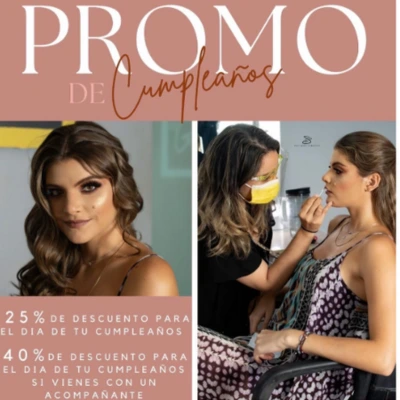 PROMO
DE Cumpleaños
25% DE DESCUENTO PARA
EL DIA DE TU CUMPLEAÑOS
40% DE DESCUENTO PARA
EL DIA DE TU CUMPLEAÑOS
SI VIENES CON UN
ACOMPAÑANTE